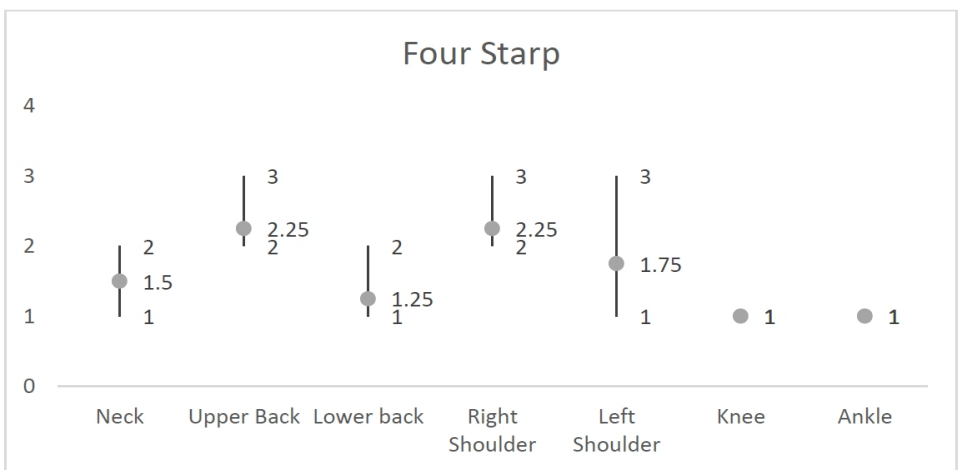 Four Starp
4
3
2
1
0
2
1.5
1
3
2.25
2
2
1.25
1
3
2.25
2
3
1.75
1
1
1
Neck
Upper Back
Lower back
Right
Shoulder
Left
Shoulder
Knee
Ankle